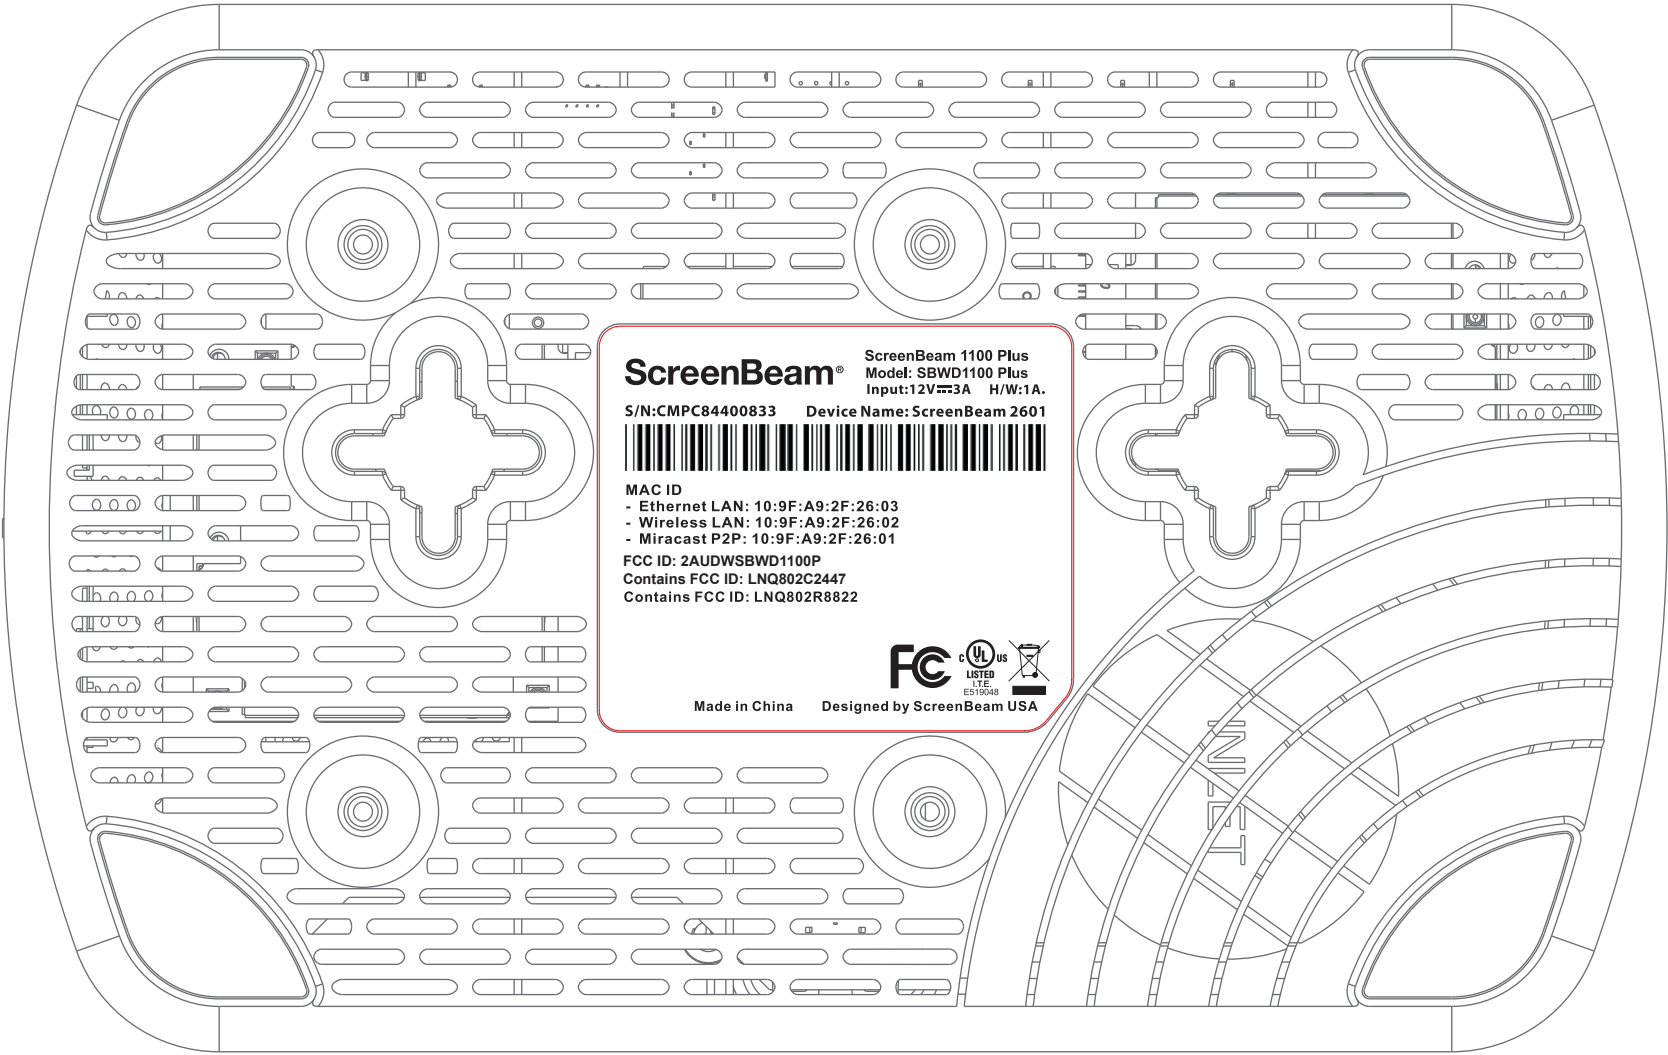 ScreenBeam®
ScreenBeam 1100 Plus
Model: SBWD1100 Plus
Input:12V⎓3A H/W:1A.
S/N:CMPC84400833 Device Name: ScreenBeam 2601
MAC ID
- Ethernet LAN: 10:9F:A9:2F:26:03
- Wireless LAN: 10:9F:A9:2F:26:02
- Miracast P2P: 10:9F:A9:2F:26:01
FCC ID: 2AUDWSBWD1100P
Contains FCC ID: LNQ802C2447
Contains FCC ID: LNQ802R8822
FC
C UL US
LISTED
I.T.E.
E519048
Made in China Designed by ScreenBeam USA
INLET